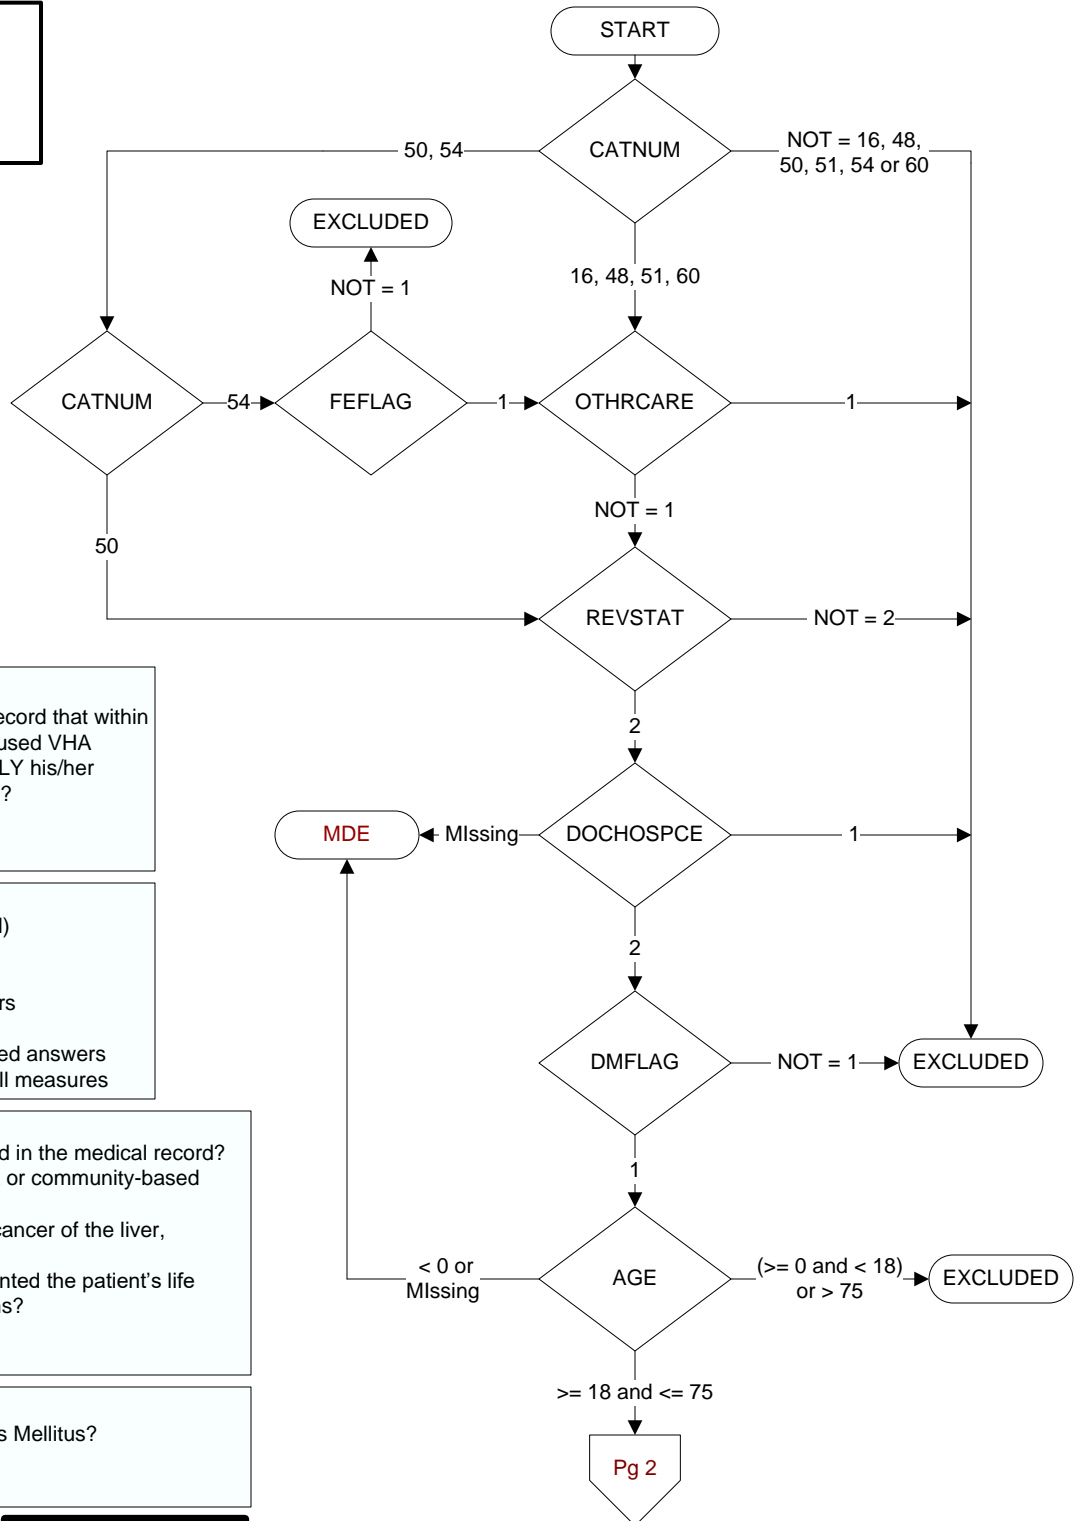 START
CATNUM
50, 54
NOT = 16, 48,
50, 51, 54 or 60
EXCLUDED
NOT = 1
16, 48, 51, 60
CATNUM
54
FEFLAG
1
OTHRCARE
1
NOT = 1
50
REVSTAT
NOT = 2
2
ecord that within
used VHA
LY his/her
?
MDE
MIssing
DOCHOSPCE
1
2
rs
ed answers
ll measures
DMFLAG
NOT = 1
EXCLUDED
1
d in the medical record?
or community-based
cancer of the liver,
nted the patient's life
ns?
< 0 or
MIssing
AGE
(>= 0 and < 18)
or > 75
EXCLUDED
>= 18 and <= 75
s Mellitus?
Pg 2